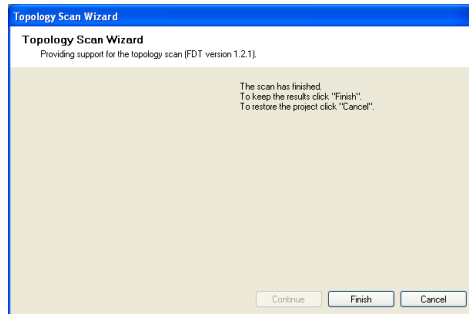 Topology Scan Wizard
Topology Scan Wizard
Providing support for the topology scan (FDT version 1.2.1).
The scan has finished.
To keep the results click "Finish".
To restore the project click "Cancel".
Continue
Finish
Cancel